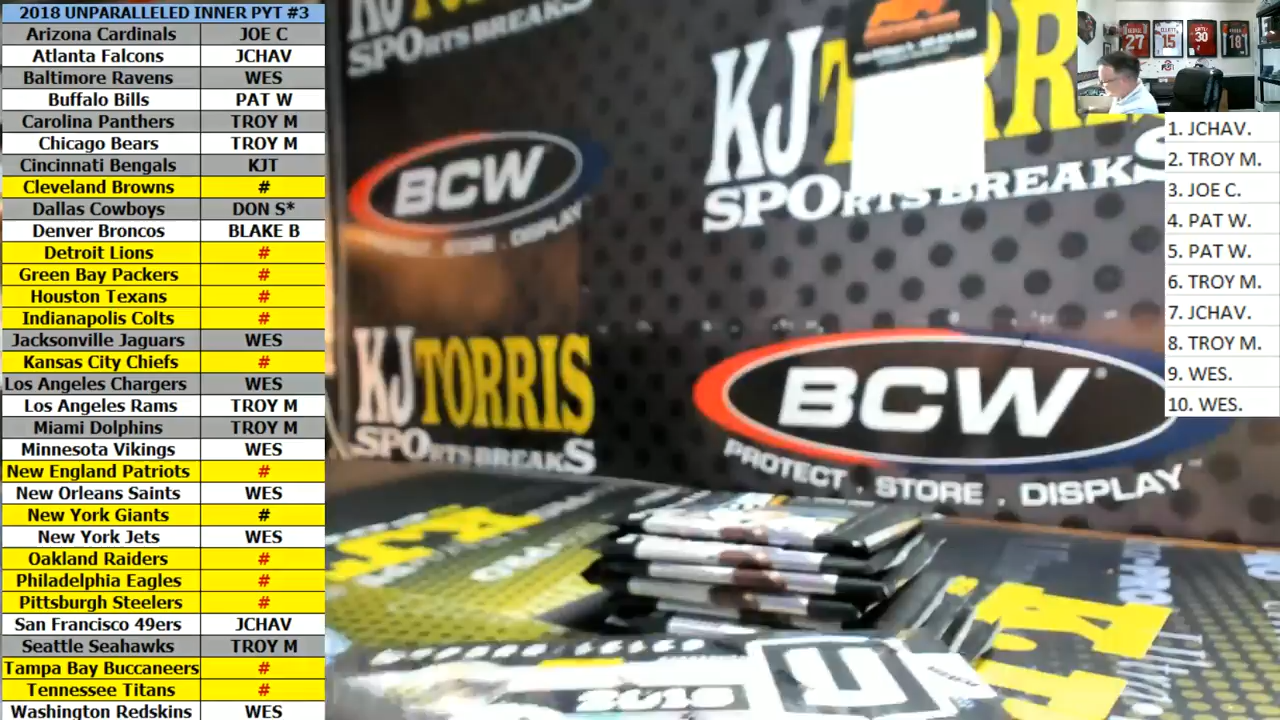 2018 UNPARALLELED INNER PYT #3
Arizona Cardinals JOE C
Atlanta Falcons JCHAV
Baltimore Ravens WES
Buffalo Bills PAT W
Carolina Panthers TROY M
Chicago Bears TROY M
Cincinnati Bengals KJT
Cleveland Browns #
Dallas Cowboys DON S*
Denver Broncos BLAKE B
Detroit Lions #
Green Bay Packers #
Houston Texans #
Indianapolis Colts #
Jacksonville Jaguars WES
Kansas City Chiefs #
Los Angeles Chargers WES
Los Angeles Rams TROY M
Miami Dolphins TROY M
Minnesota Vikings WES
New England Patriots #
New Orleans Saints WES
New York Giants #
New York Jets WES
Oakland Raiders #
Philadelphia Eagles #
Pittsburgh Steelers #
San Francisco 49ers JCHAV
Seattle Seahawks TROY M
Tampa Bay Buccaneers #
Tennessee Titans #
Washington Redskins WES
SPORTS BREAKS
BCW
STORE . DISPLAY
KJ TORRIS
SPORTS BREAKS
KJ
SPORTS BREAKS
BCW
PROTECT . STORE . DISPLAY
2018
U
27
15
30
18
1. JCHAV.
2. TROY M.
3. JOE C.
4. PAT W.
5. PAT W.
6. TROY M.
7. JCHAV.
8. TROY M.
9. WES.
10. WES.